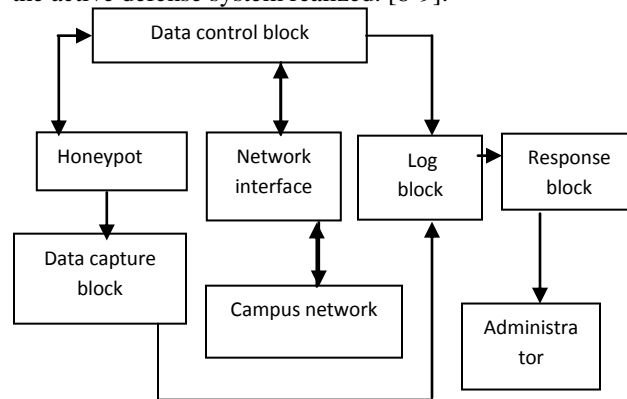 the active defense system realized. [8-9].
Data control block
Honeypot
Network
interface
Log
block
Response
block
Data capture
block
Campus network
Administra
tor